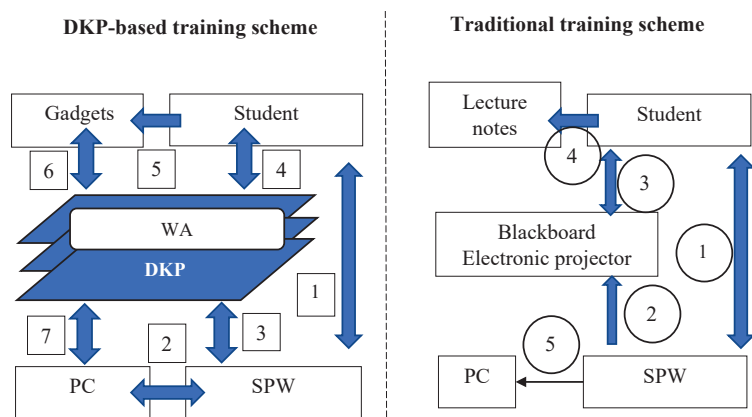 DKP-based training scheme
Gadgets
Student
6
5
4
WA
DKP
1
7
2
3
PC
SPW
Traditional training scheme
Lecture
notes
Student
4
3
Blackboard
Electronic projector
1
2
5
PC
SPW